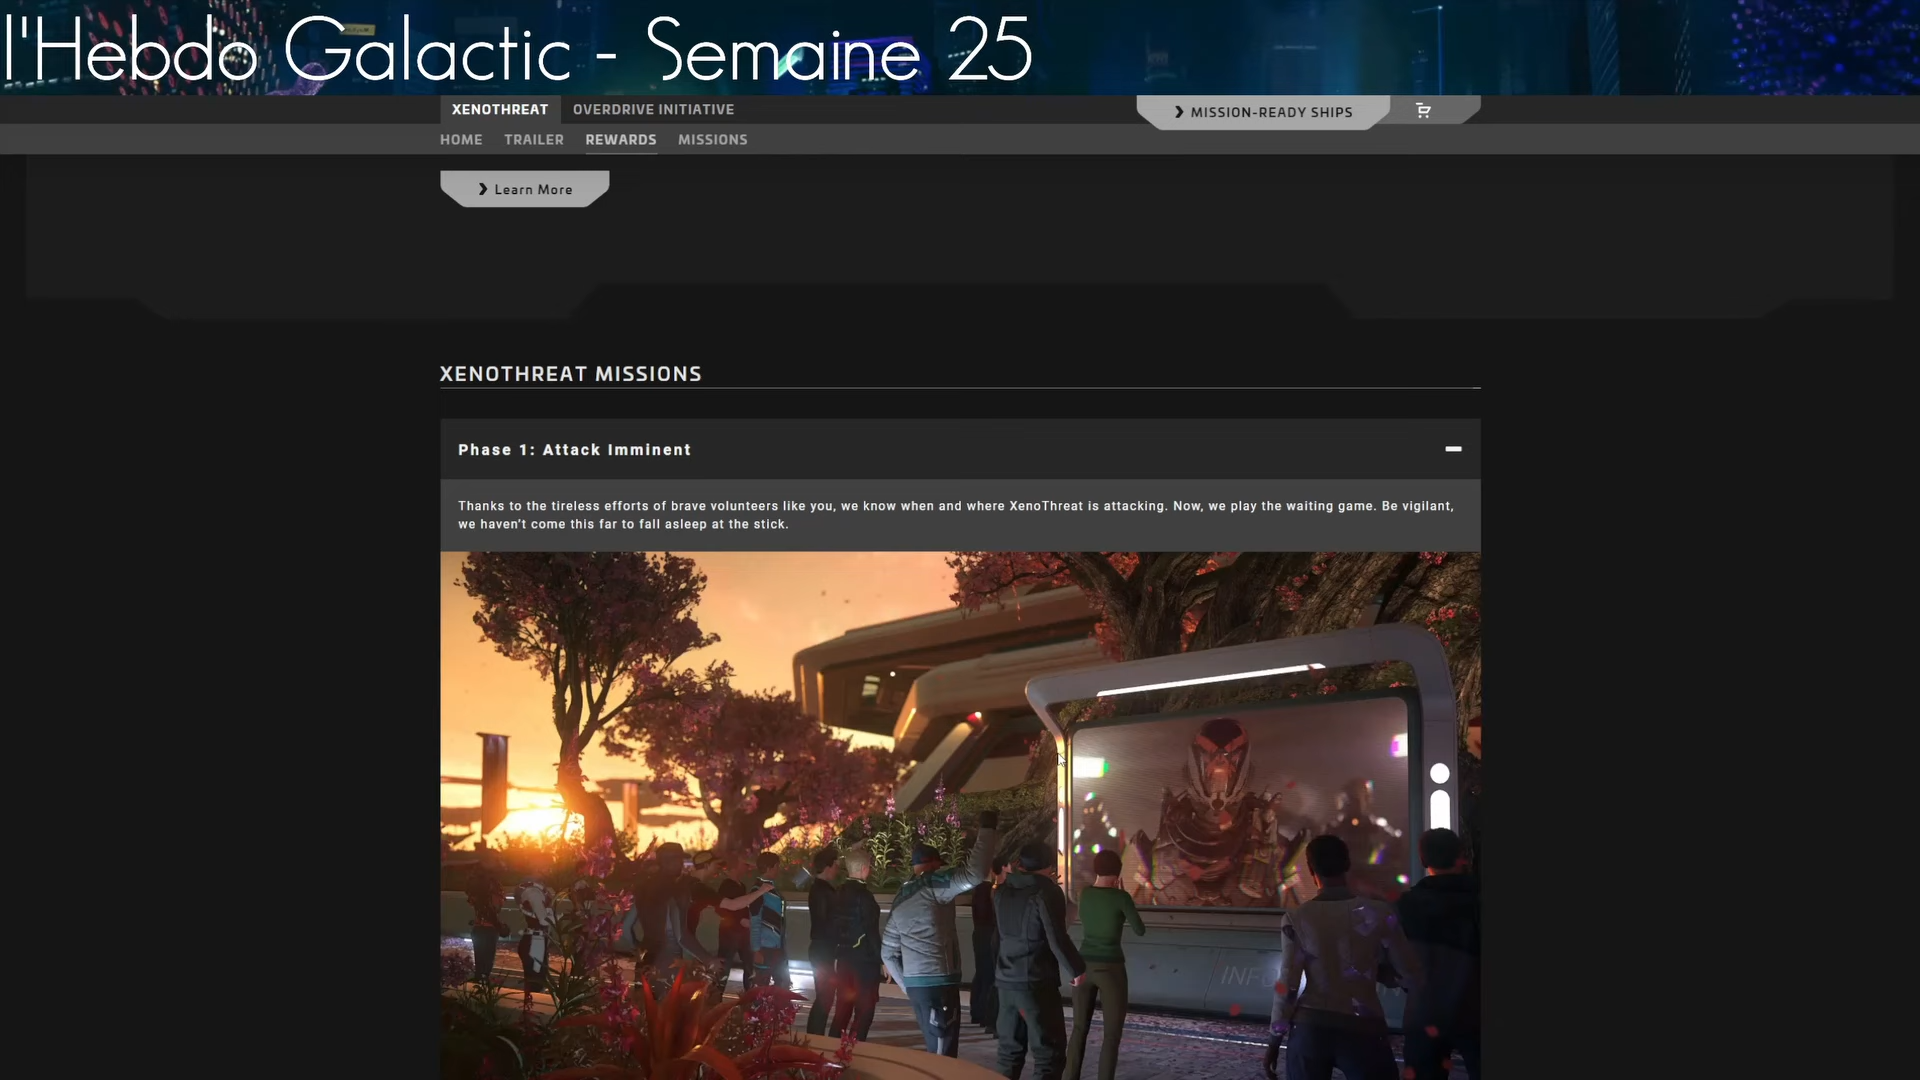 l'Hebdo Galactic - Semaine 25
XENOTHREAT OVERDRIVE INITIATIVE
❯ MISSION-READY SHIPS
HOME TRAILER REWARDS MISSIONS
❯ Learn More
XENOTHREAT MISSIONS
Phase 1: Attack Imminent
Thanks to the tireless efforts of brave volunteers like you, we know when and where XenoThreat is attacking. Now, we play the waiting game. Be vigilant,
we haven't come this far to fall asleep at the stick.